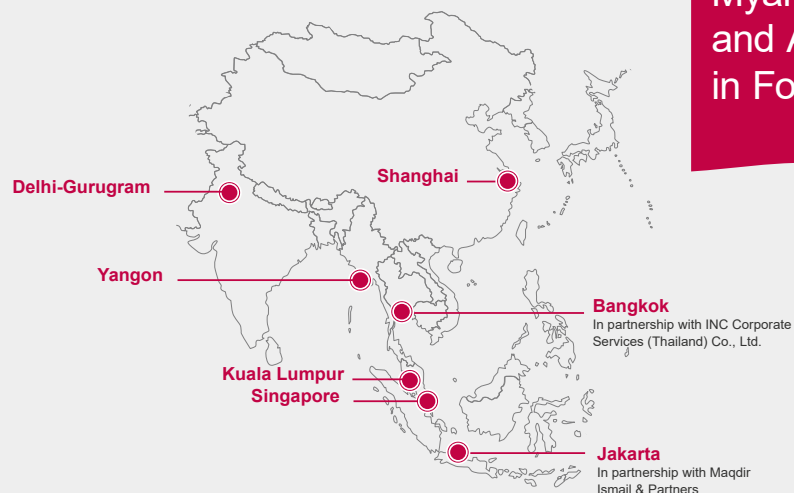 Myan
and A
in Fo
Shanghai
Delhi-Gurugram
Yangon
Bangkok
In partnership with INC Corporate
Services (Thailand) Co., Ltd.
Kuala Lumpur
Singapore
Jakarta
In partnership with Maqdir
Ismail & Partners